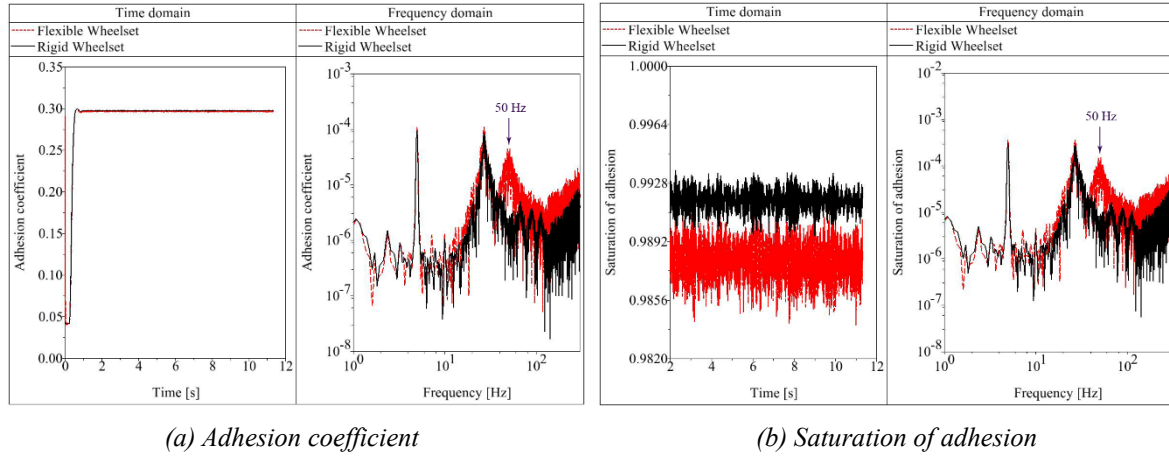 Time domain
Frequency domain
Flexible Wheelset
Rigid Wheelset
Flexible Wheelset
Rigid Wheelset
Adhesion coefficient
0.35
0.30
0.25
0.20
0.15
0.10
0.05
0.00
0 2 4 6 8 10 12
Time [s]
Adhesion coefficient
10⁻³
10⁻⁴
10⁻⁵
10⁻⁶
10⁻⁷
10⁻⁸
50 Hz
10⁰ 10¹ 10²
Frequency [Hz]
(a) Adhesion coefficient
Time domain
Frequency domain
Flexible Wheelset
Rigid Wheelset
Flexible Wheelset
Rigid Wheelset
Saturation of adhesion
1.0000
0.9964
0.9928
0.9892
0.9856
0.9820
2 4 6 8 10 12
Time [s]
Saturation of adhesion
10⁻²
10⁻³
10⁻⁴
10⁻⁵
10⁻⁶
10⁻⁷
10⁻⁸
50 Hz
10⁰ 10¹ 10²
Frequency [Hz]
(b) Saturation of adhesion